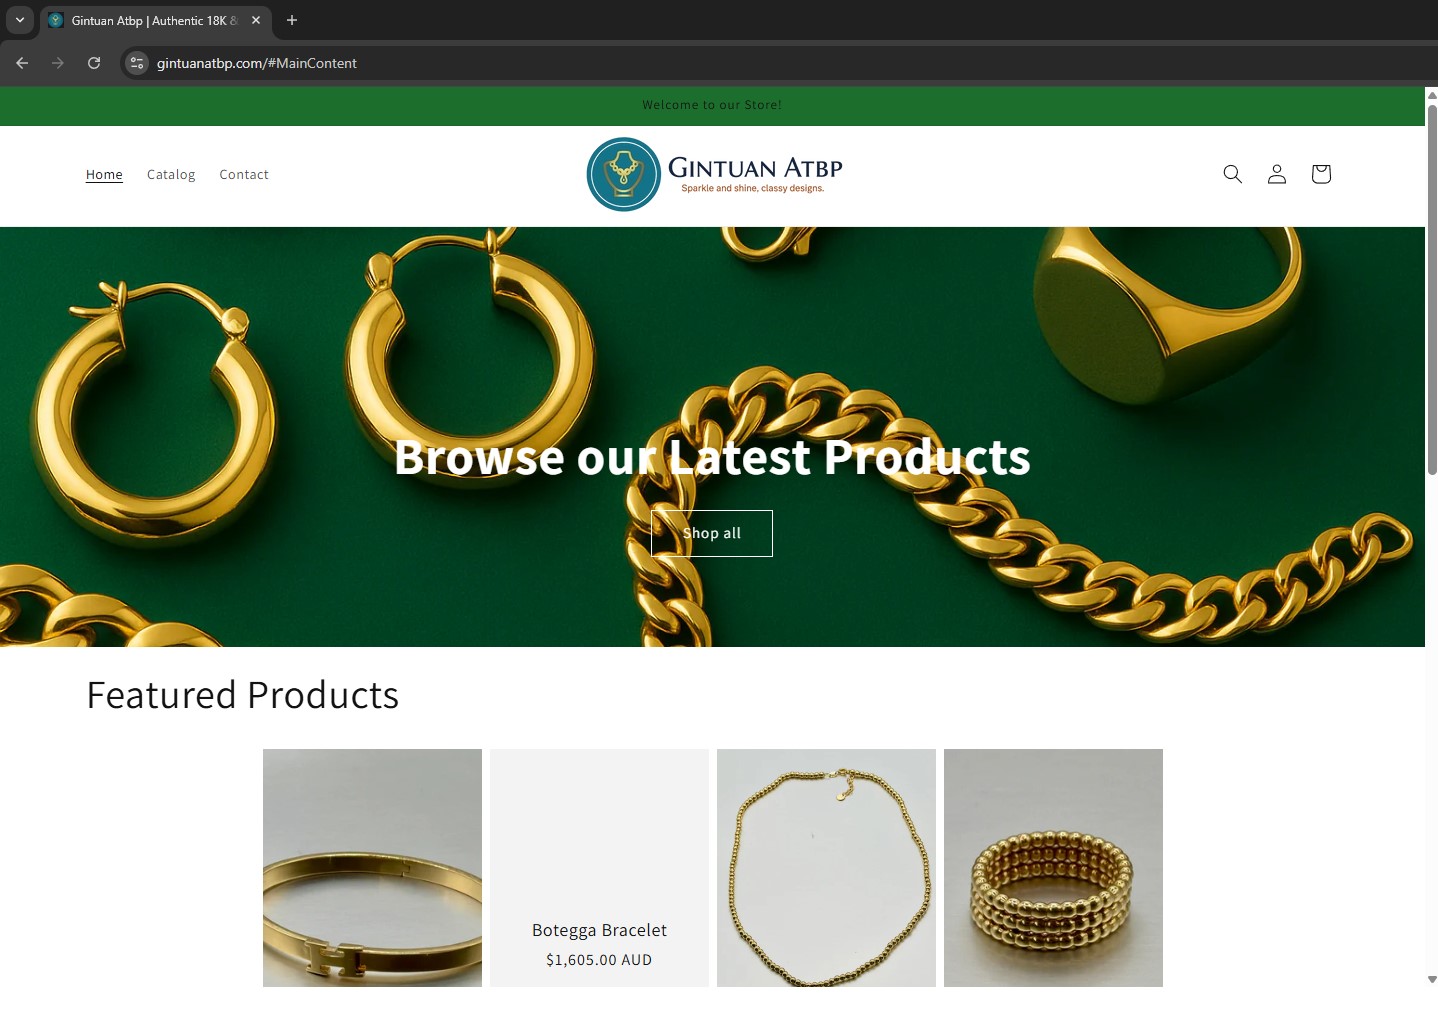 Gintuan Atbp | Authentic 18K &
gintuanatbp.com/#MainContent
Welcome to our Store!
Home Catalog Contact
GINTUAN ATBP
Sparkle and shine, classy designs.
Browse our Latest Products
Shop all
Featured Products
Botegga Bracelet
$1,605.00 AUD